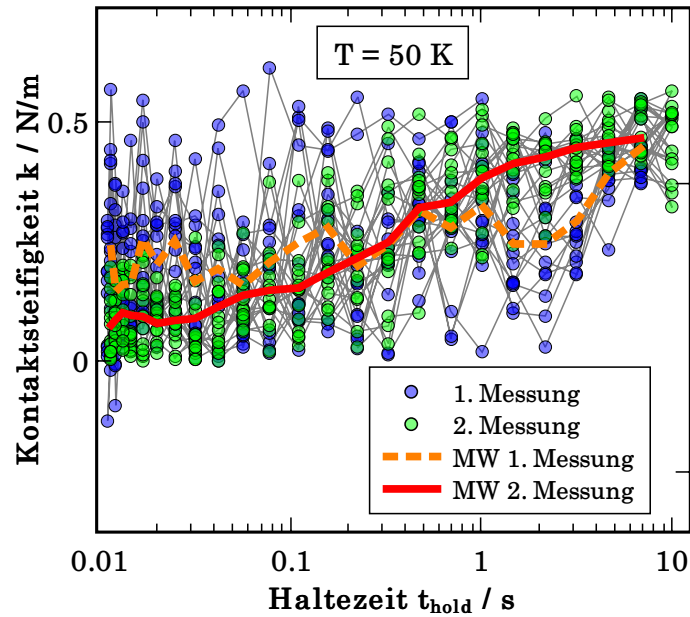 T = 50 K
Kontaktsteifigkeit k / N/m
0.5
0
1. Messung
2. Messung
MW 1. Messung
MW 2. Messung
0.01 0.1 1 10
Haltezeit t_hold / s